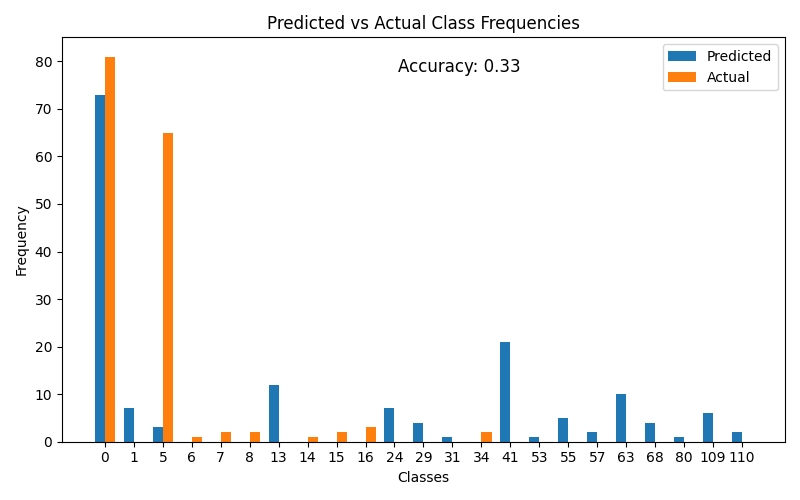 Predicted vs Actual Class Frequencies
Accuracy: 0.33
Predicted
Actual
Frequency
80
70
60
50
40
30
20
10
0
0 1 5 6 7 8 13 14 15 16 24 29 31 34 41 53 55 57 63 68 80 109 110
Classes